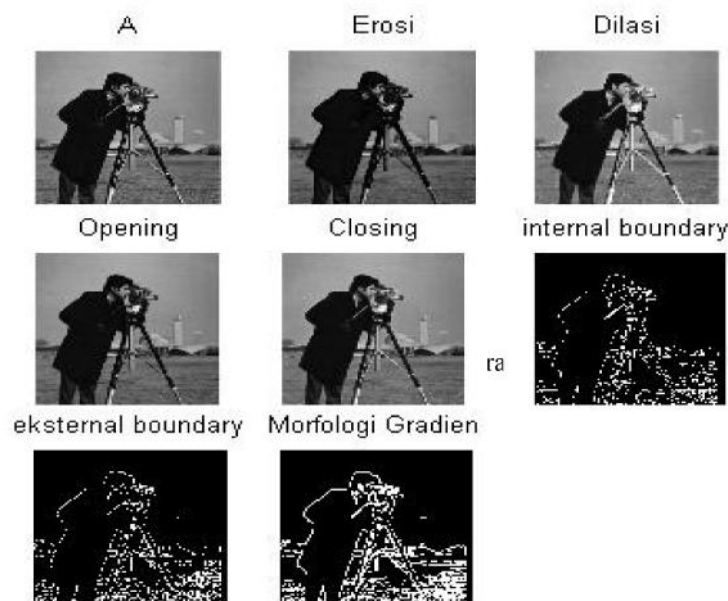 A Erosi Dilasi
Opening Closing internal boundary
ra
eksternal boundary Morfologi Gradien